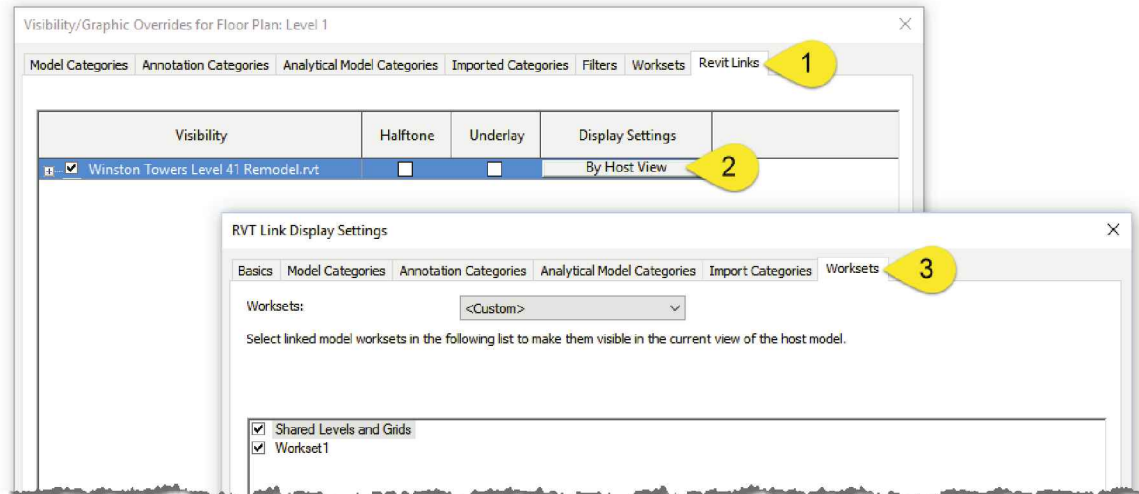 Visibility/Graphic Overrides for Floor Plan: Level 1
Model Categories Annotation Categories Analytical Model Categories Imported Categories Filters Worksets Revit Links 1
Visibility Halftone Underlay Display Settings
Winston Towers Level 41 Remodel.rvt By Host View 2
RVT Link Display Settings
Basics Model Categories Annotation Categories Analytical Model Categories Import Categories Worksets 3
Worksets: <Custom>
Select linked model worksets in the following list to make them visible in the current view of the host model.
Shared Levels and Grids
Workset1